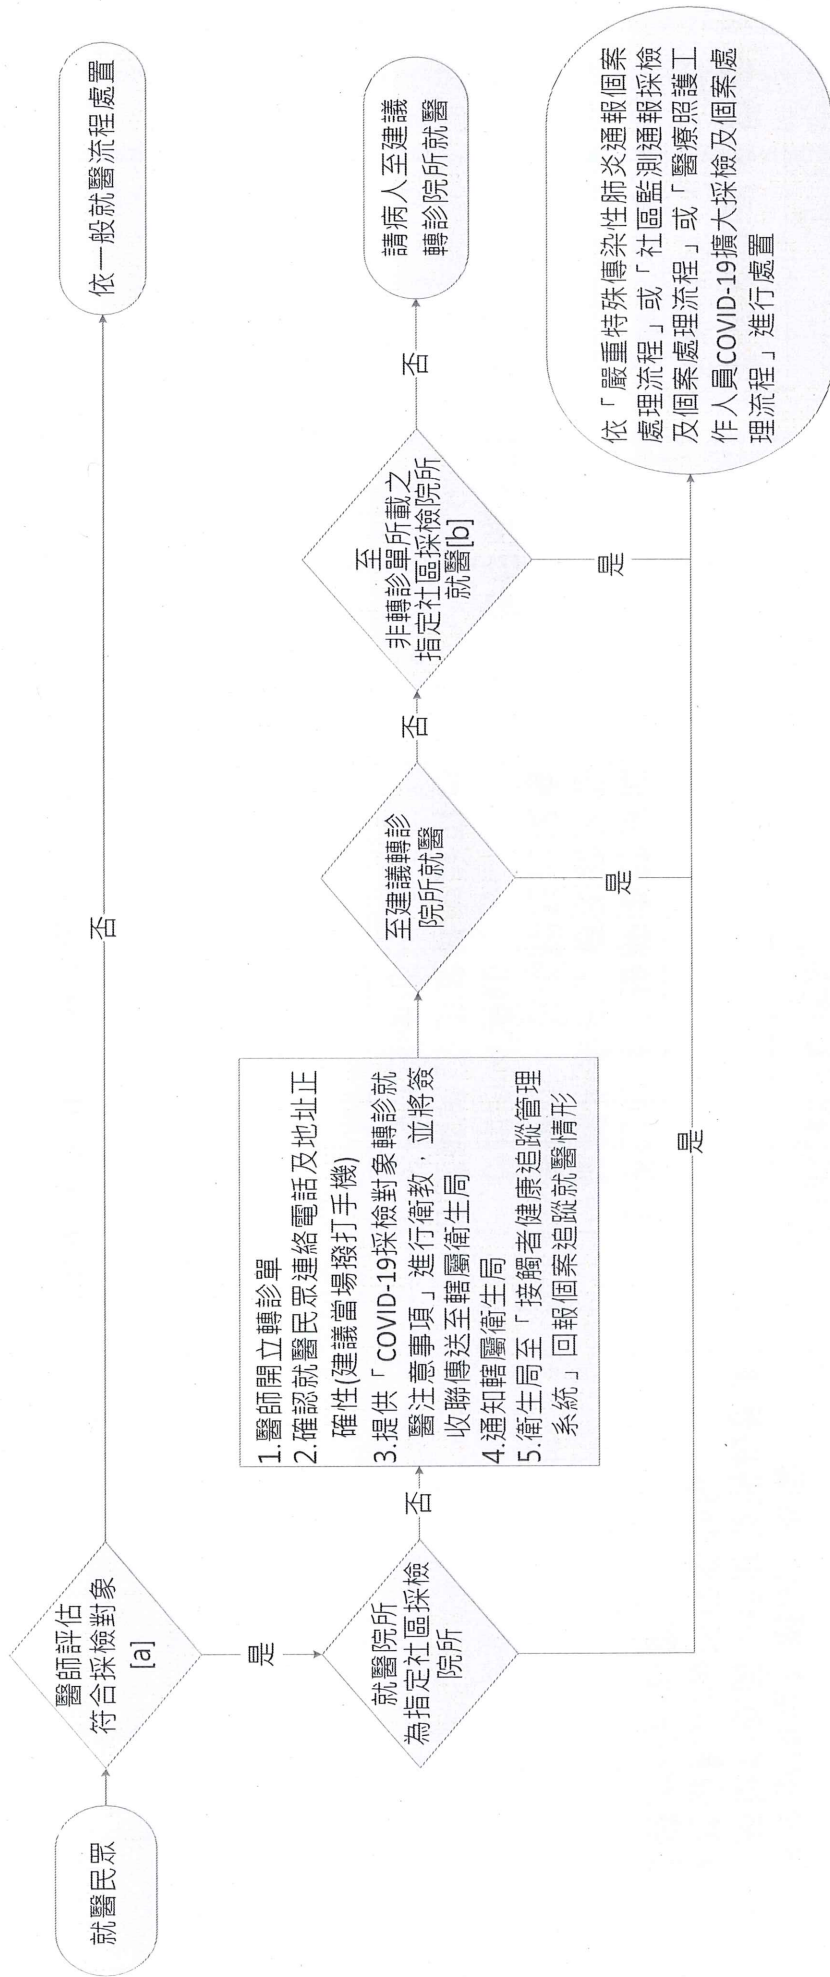 就醫民眾
醫師評估
符合採檢對象
[a]
否
依一般就醫流程處置
是
就醫院所
為指定社區採檢
院所
否
1.醫師開立轉診單
2.確認就醫民眾連絡電話及地址正
確性(建議當場撥打手機)
3.提供「COVID-19採檢對象轉診就
醫注意事項」進行衛教，並將簽
收聯傳送至轄屬衛生局
4.通知轄屬衛生局
5.衛生局至「接觸者健康追蹤管理
系統」回報個案追蹤就醫情形
至建議轉診
院所就醫
否
至
非轉診單所載之
指定社區採檢院所
就醫[b]
否
請病人至建議
轉診院所就醫
是
是
是
依「嚴重特殊傳染性肺炎通報個案
處理流程」或「社區監測通報採檢
及個案處理流程」或「醫療照護工
作人員COVID-19擴大採檢及個案處
理流程」進行處置